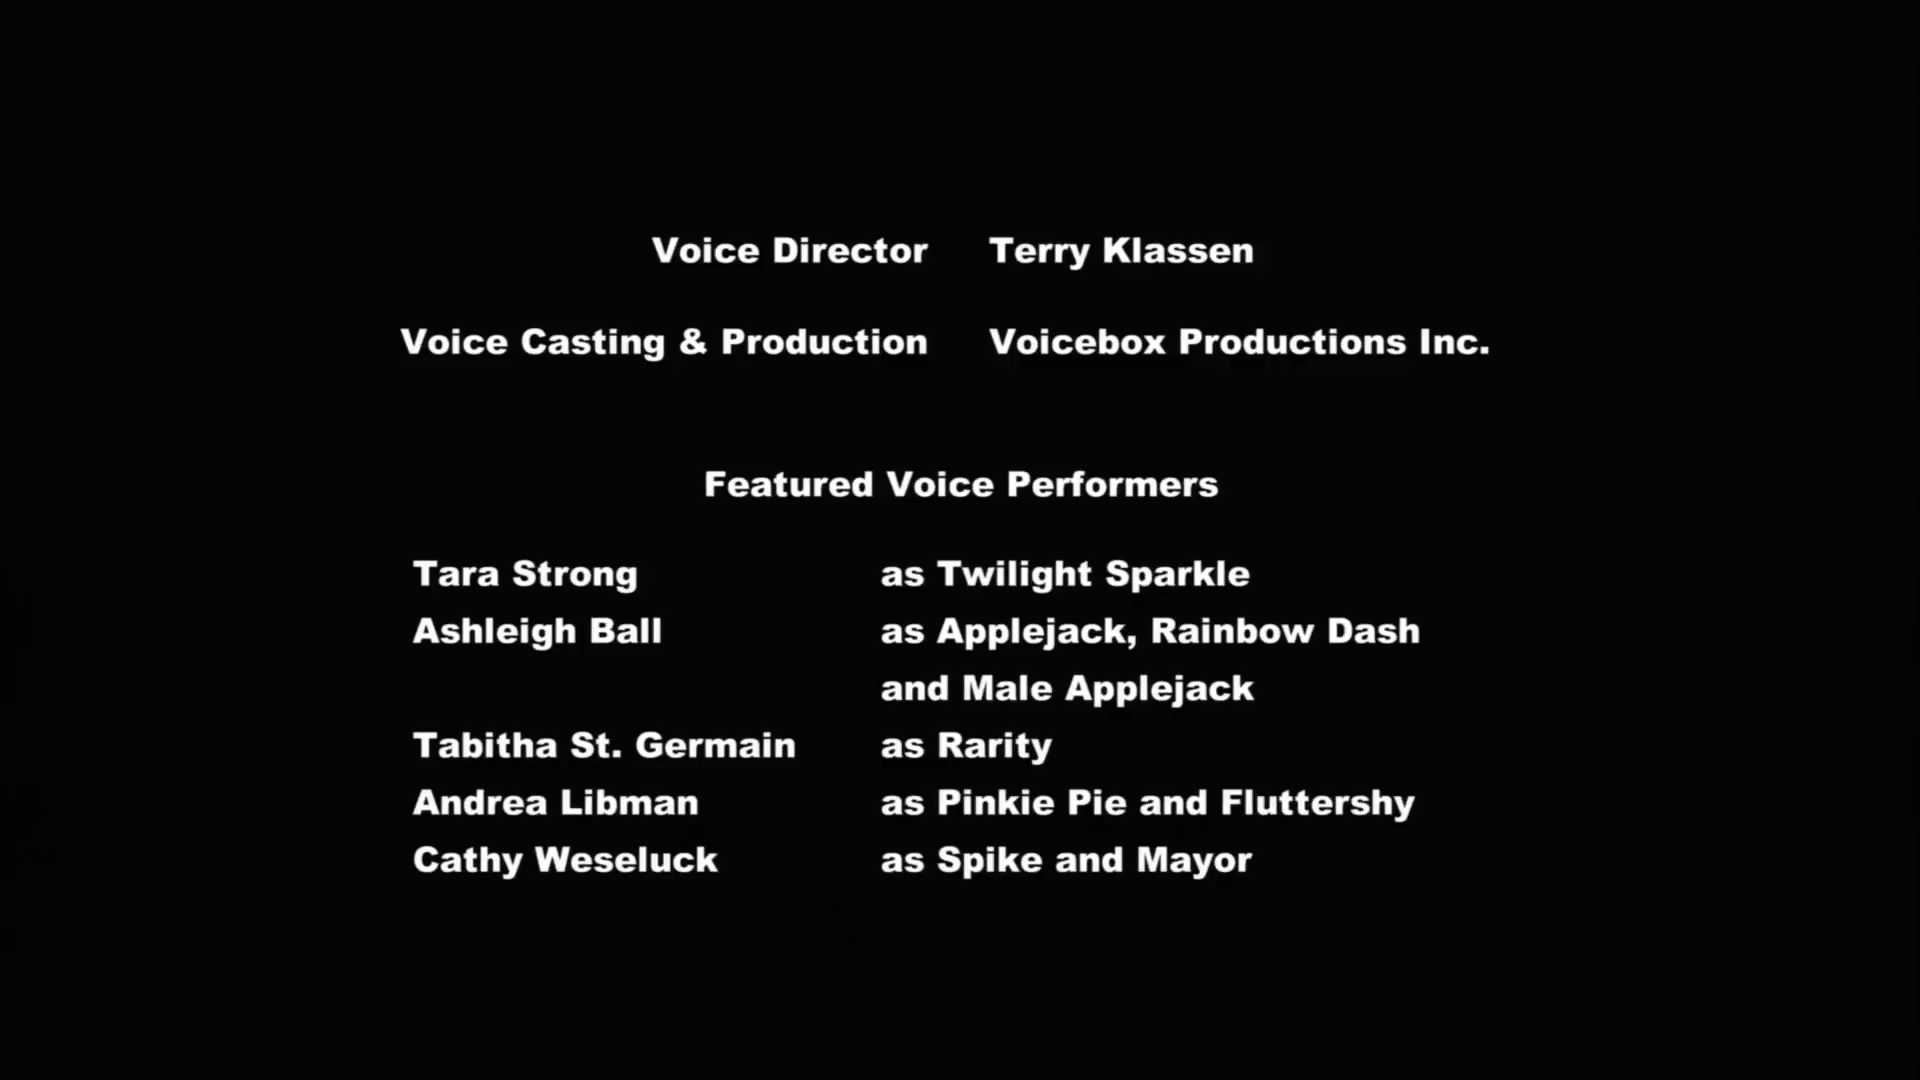 Voice Director Terry Klassen
Voice Casting & Production Voicebox Productions Inc.
Featured Voice Performers
Tara Strong as Twilight Sparkle
Ashleigh Ball as Applejack, Rainbow Dash
and Male Applejack
Tabitha St. Germain as Rarity
Andrea Libman as Pinkie Pie and Fluttershy
Cathy Weseluck as Spike and Mayor